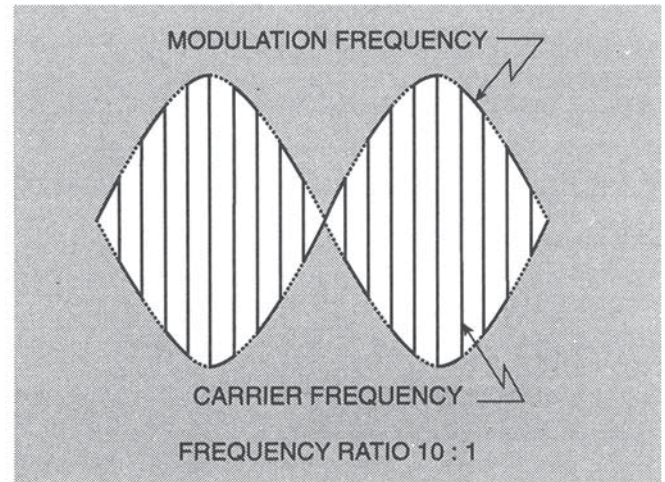 MODULATION FREQUENCY
CARRIER FREQUENCY
FREQUENCY RATIO 10 : 1